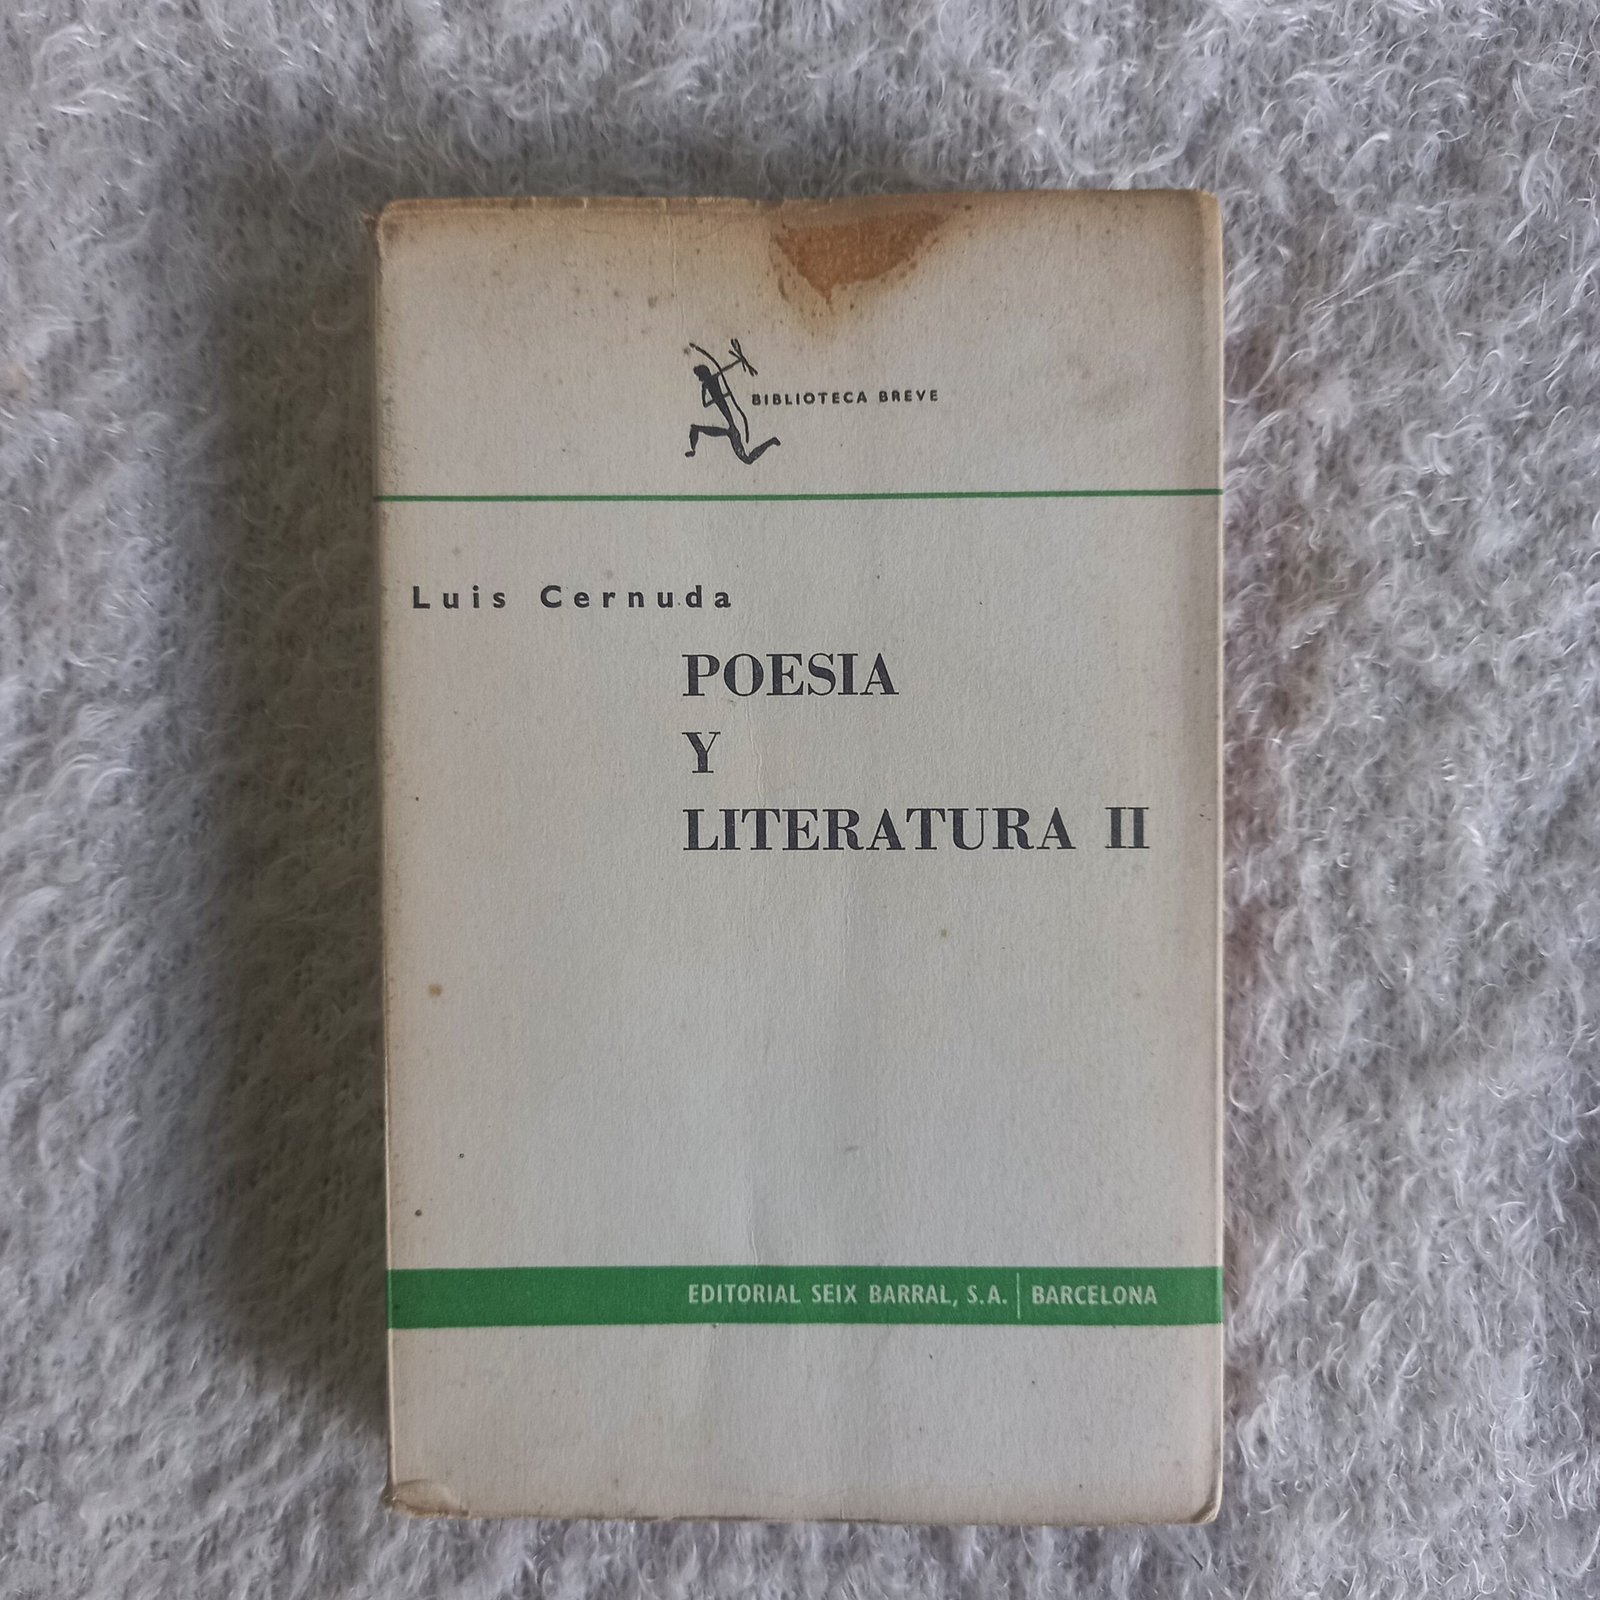 BIBLIOTECA BREVE
Luis Cernuda
POESIA
Y
LITERATURA II
EDITORIAL SEIX BARRAL, S.A. | BARCELONA